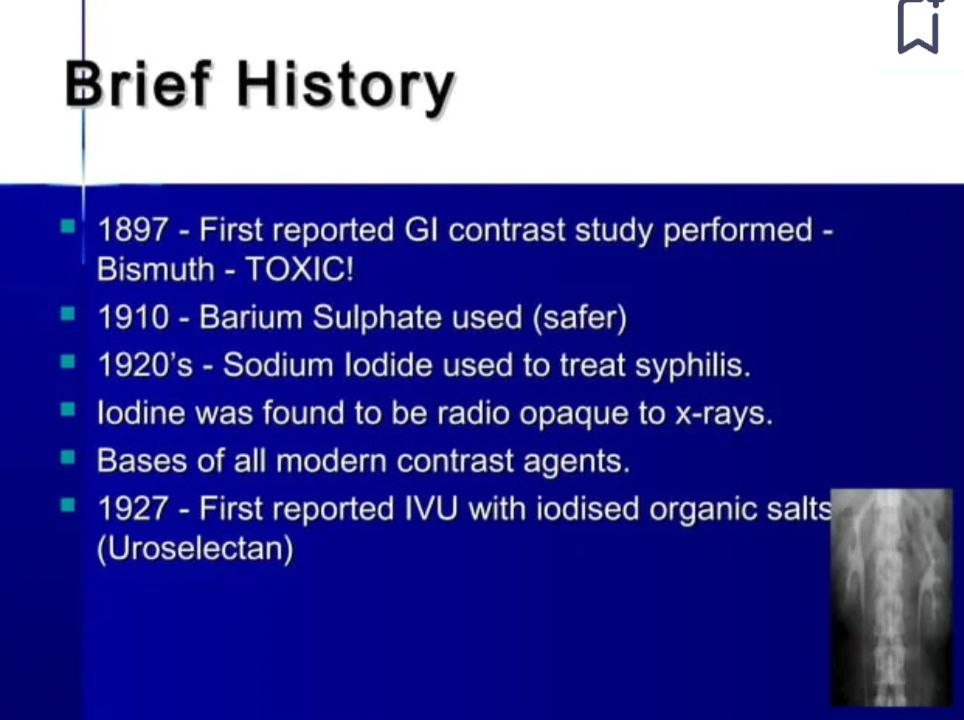 Brief History
1897 - First reported GI contrast study performed -
Bismuth - TOXIC!
1910 - Barium Sulphate used (safer)
1920’s - Sodium Iodide used to treat syphilis.
Iodine was found to be radio opaque to x-rays.
Bases of all modern contrast agents.
1927 - First reported IVU with iodised organic salts
(Uroselectan)